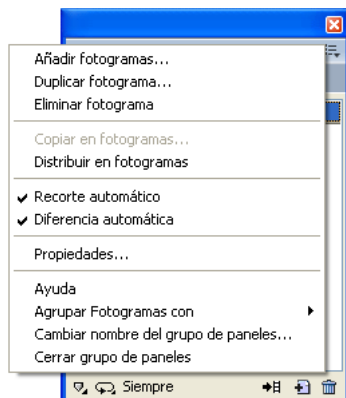 Añadir fotogramas...
Duplicar fotograma...
Eliminar fotograma
Copiar en fotogramas...
Distribuir en fotogramas
Recorte automático
Diferencia automática
Propiedades...
Ayuda
Agrupar Fotogramas con
Cambiar nombre del grupo de paneles...
Cerrar grupo de paneles
Siempre